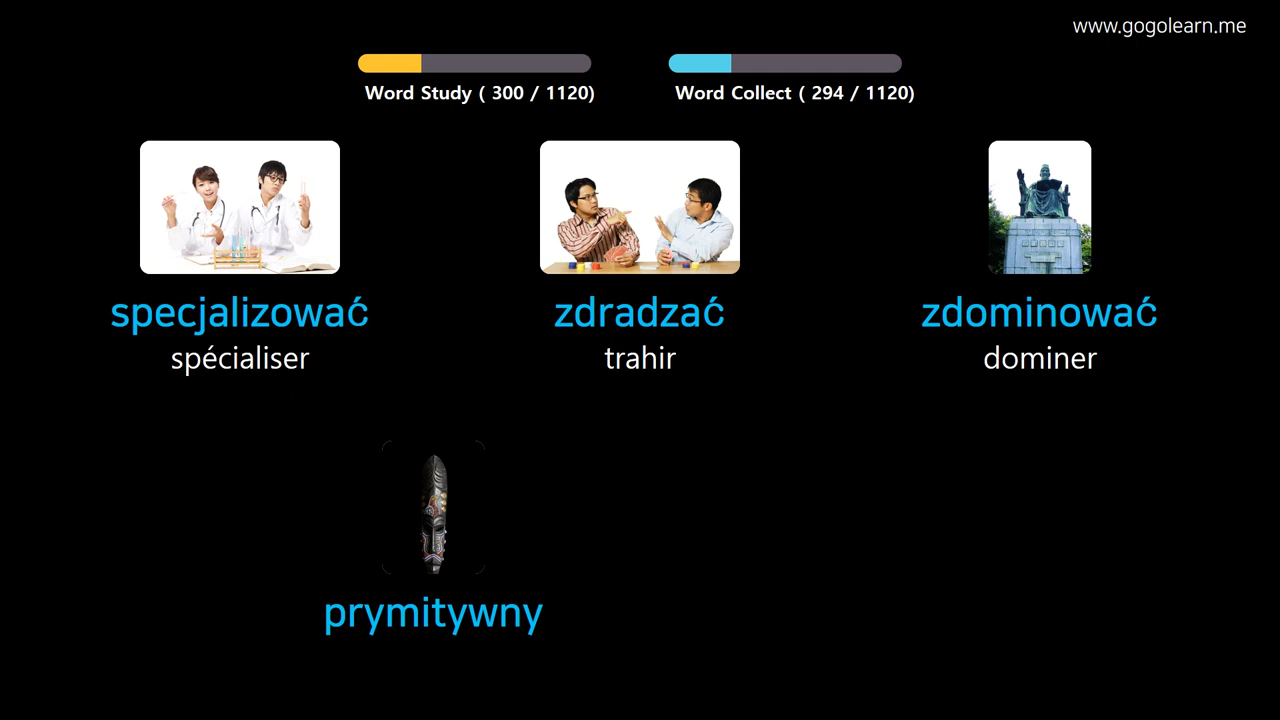 www.gogolearn.me
Word Study ( 300 / 1120)
Word Collect ( 294 / 1120)
specjalizować
spécialiser
zdradzać
trahir
zdominować
dominer
prymitywny